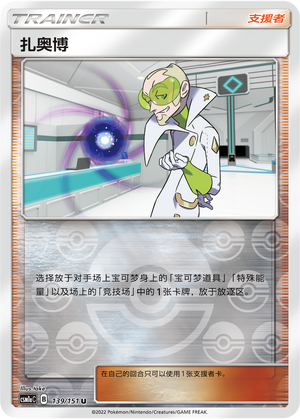 TRAINER
支援者
扎奥博
选择放于对手场上宝可梦身上的「宝可梦道具」「特殊能
量」以及场上的「竞技场」中的1张卡牌，放于放逐区。
Illus. take
在自己的回合只可以使用1张支援者卡。
CSM1aC D 139/151 U
©2022 Pokémon/Nintendo/Creatures/GAME FREAK.